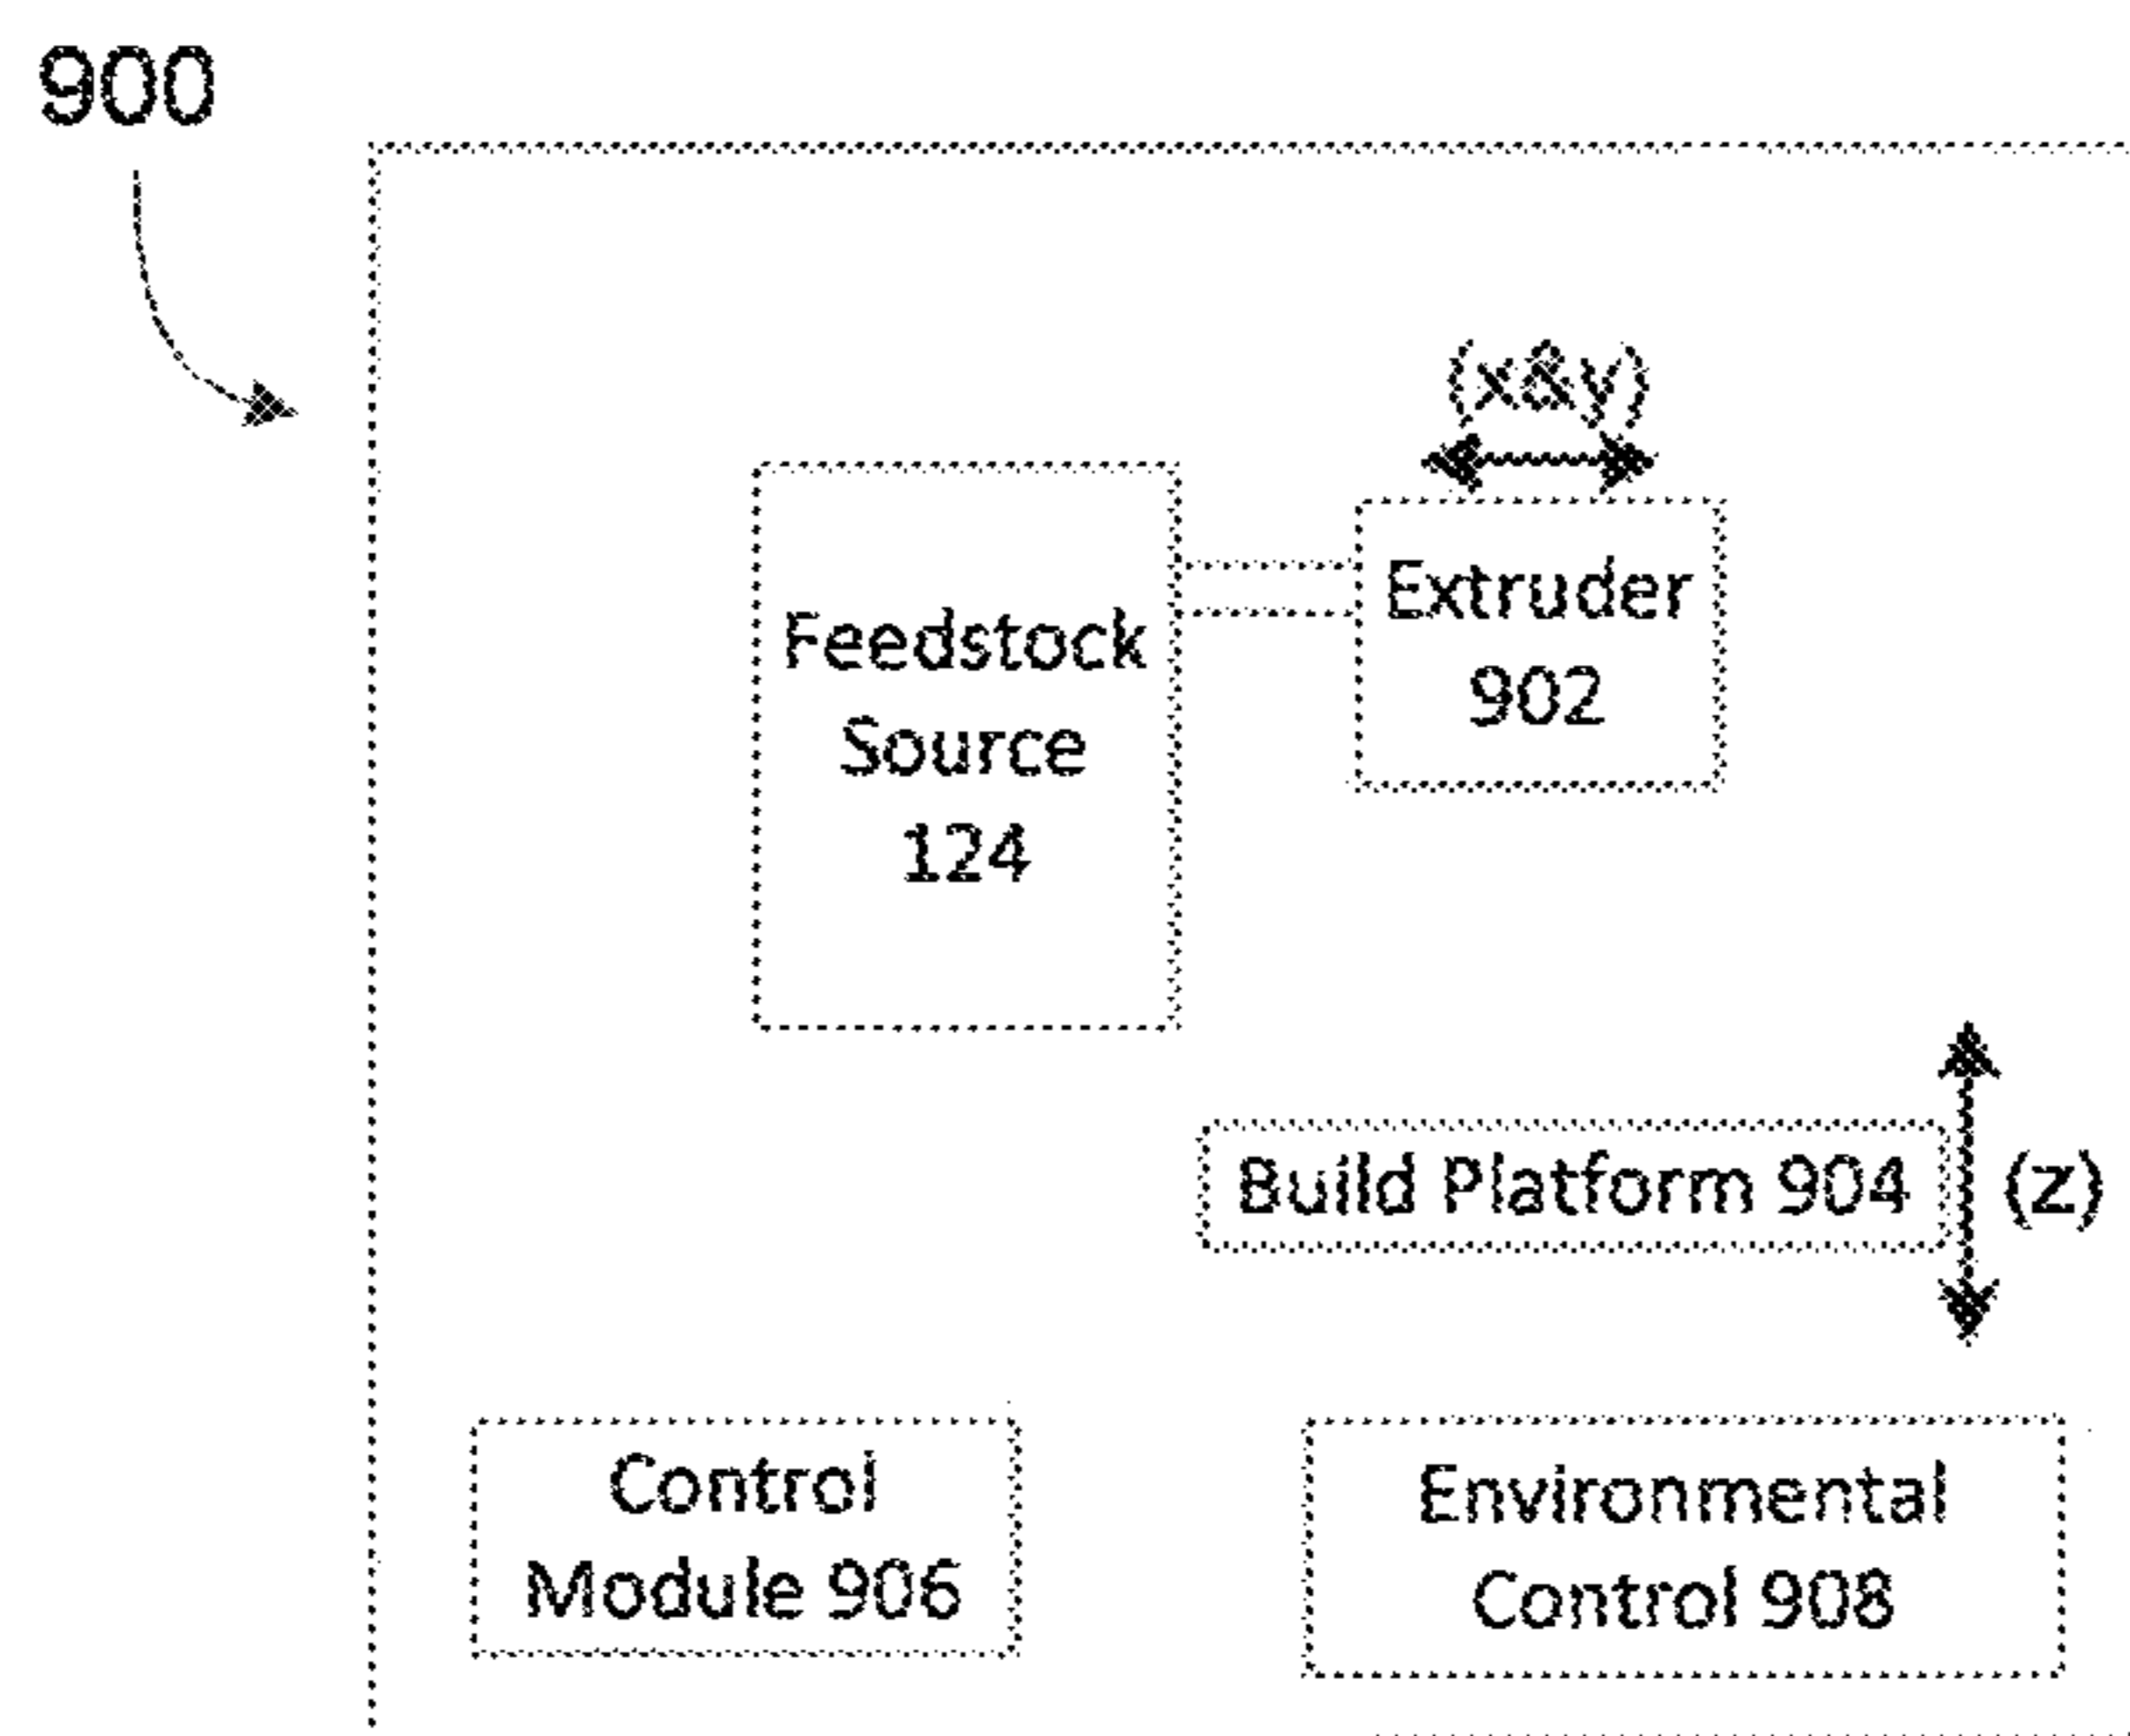 900
(x&y)
Feedstock
Source
124
Extruder
902
Build Platform 904
(z)
Control
Module 906
Environmental
Control 908